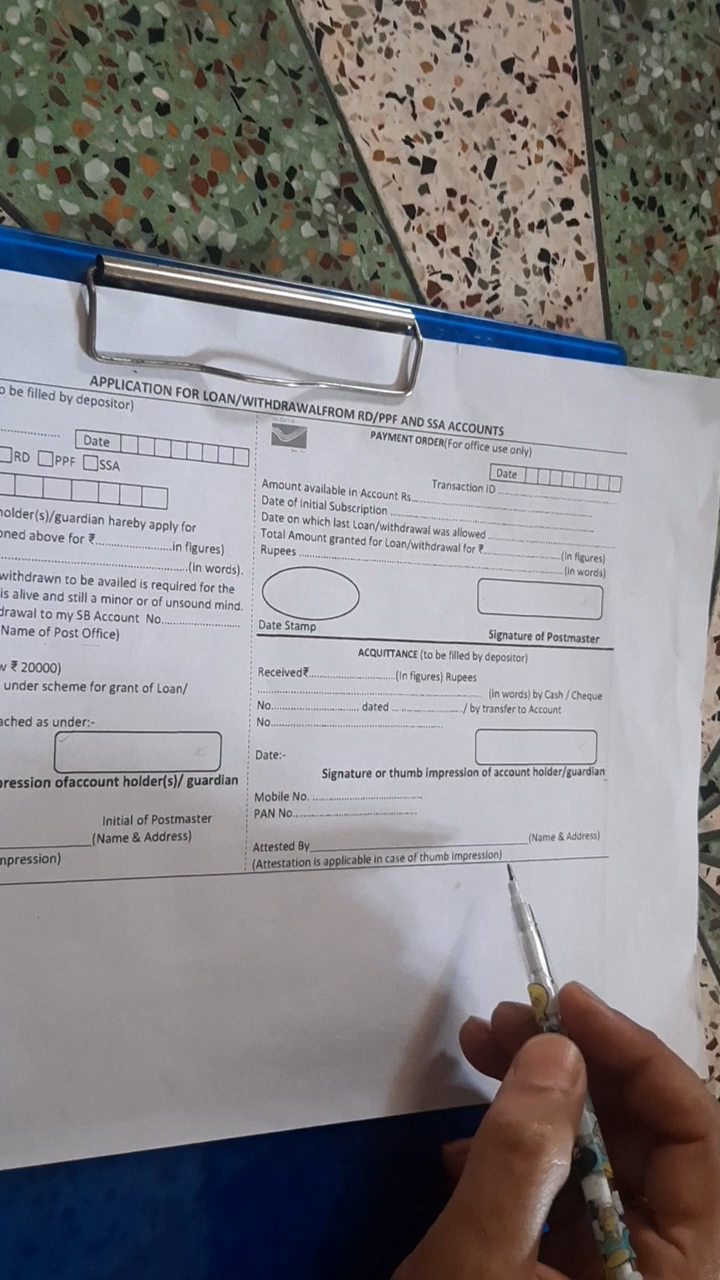 APPLICATION FOR LOAN/WITHDRAWALFROM RD/PPF AND SSA ACCOUNTS
be filled by depositor)
Date
RD PPF SSA
holder(s)/guardian hereby apply for
oned above for ₹......................in figures)
...................................(in words).
withdrawn to be availed is required for the
is alive and still a minor or of unsound mind.
drawal to my SB Account No......................
Name of Post Office)
₹ 20000)
under scheme for grant of Loan/
ached as under:-
pression ofaccount holder(s)/ guardian
Initial of Postmaster
(Name & Address)
mpression)
PAYMENT ORDER(For office use only)
Date
Transaction ID ..............................
Amount available in Account Rs..............................
Date of Initial Subscription ..............................
Date on which last Loan/withdrawal was allowed ..............................
Total Amount granted for Loan/withdrawal for ₹......................(in figures)
Rupees ............................................................(in words)
Date Stamp
Signature of Postmaster
ACQUITTANCE (to be filled by depositor)
Received₹........................(In figures) Rupees
............................................................ (in words) by Cash / Cheque
No........................... dated ..................../ by transfer to Account
No.............................................
Date:-
Signature or thumb impression of account holder/guardian
Mobile No. ..............................
PAN No...................................
Attested By______________________________(Name & Address)
(Attestation is applicable in case of thumb impression)